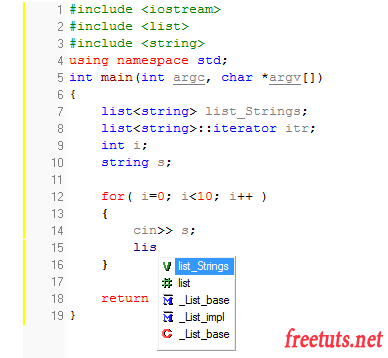 1 #include <iostream>
2 #include <list>
3 #include <string>
4 using namespace std;
5 int main(int argc, char *argv[])
6 {
7 list<string> list_Strings;
8 list<string>::iterator itr;
9 int i;
10 string s;
11
12 for( i=0; i<10; i++ )
13 {
14 cin>> s;
15 lis
16 }
17
18 return
19 }
V list_Strings
# list
M _List_base
M _List_impl
C _List_base
freetuts.net